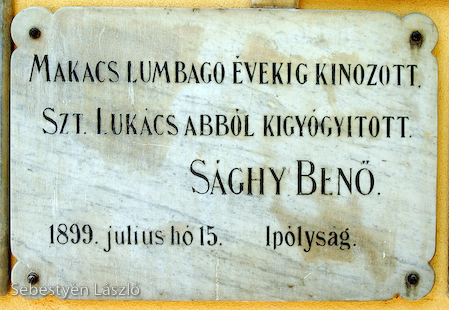 MAKACS LUMBAGO ÉVEKIG KINOZOTT,
SZT. LUKÁCS ABBÓL KIGYÓGYITOTT.
SÁGHY BENŐ.
1899. julius hó 15. Ipólyság.
Sebestyén László